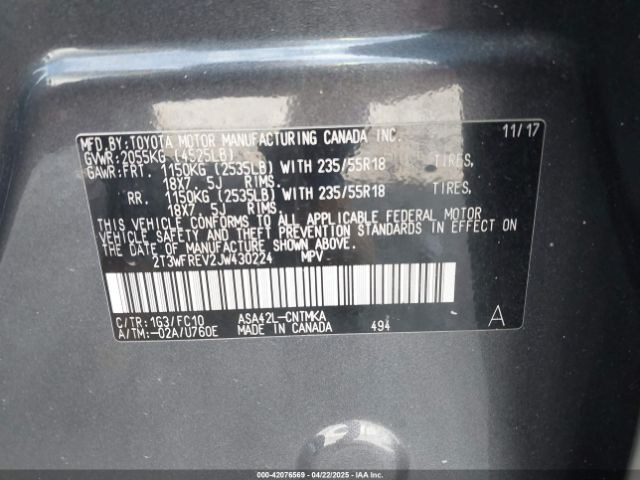 MFD.BY:TOYOTA MOTOR MANUFACTURING CANADA INC. 11/17
GVWR:2055KG (4525LB)
GAWR:FRT. 1150KG (2535LB) WITH 235/55R18 TIRES,
18X7.5J RIMS.
RR. 1150KG (2535LB) WITH 235/55R18 TIRES,
18X7.5J RIMS.
THIS VEHICLE CONFORMS TO ALL APPLICABLE FEDERAL MOTOR
VEHICLE SAFETY AND THEFT PREVENTION STANDARDS IN EFFECT ON
THE DATE OF MANUFACTURE SHOWN ABOVE.
2T3WFREV2JW430224 MPV
C/TR:1G3/FC10 ASA42L-CNTMKA
A/TM:-02A/U760E MADE IN CANADA 494 A
000-42076569 - 04/22/2025 - IAA Inc.